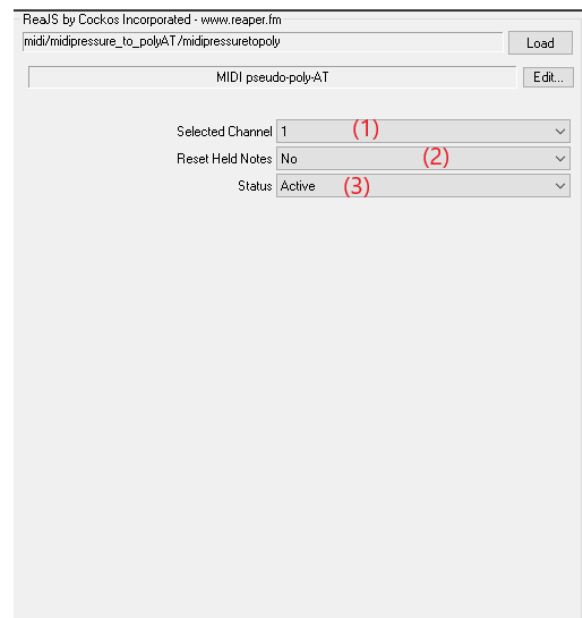 ReaJS by Cockos Incorporated - www.reaper.fm
midi/midipressure_to_polyAT/midipressuretopoly Load
MIDI pseudo-poly-AT Edit...
Selected Channel 1 (1)
Reset Held Notes No (2)
Status Active (3)